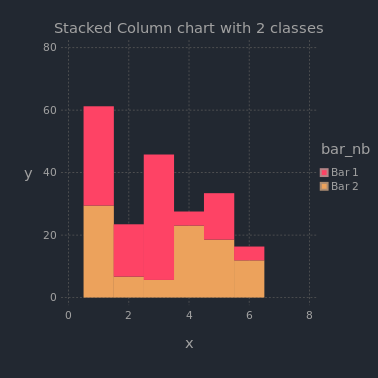 Stacked Column chart with 2 classes
80
60
40
20
0
y
0 2 4 6 8
x
bar_nb
Bar 1
Bar 2